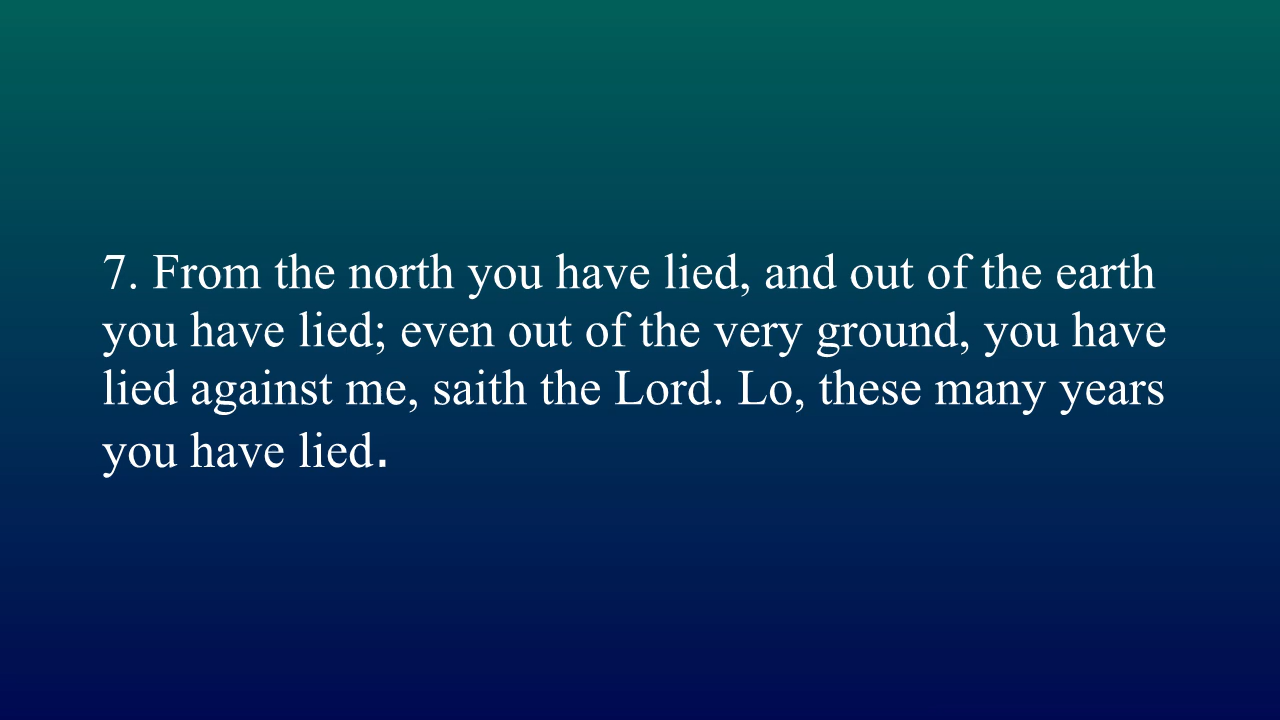 7. From the north you have lied, and out of the earth
you have lied; even out of the very ground, you have
lied against me, saith the Lord. Lo, these many years
you have lied.